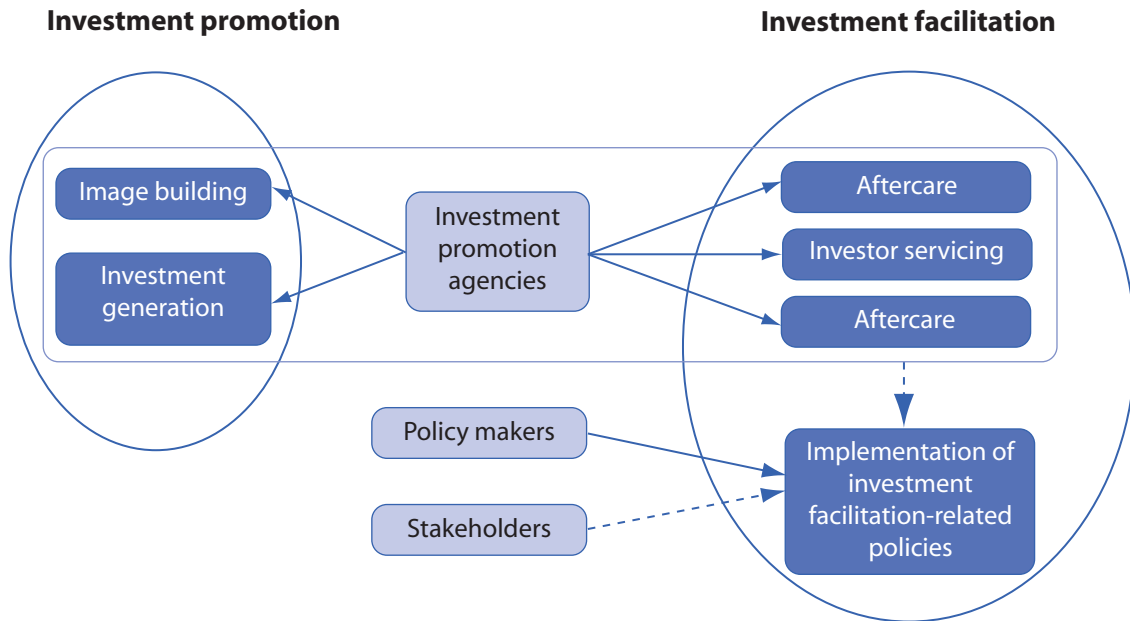 Investment promotion
Investment facilitation
Image building
Investment
generation
Investment
promotion
agencies
Aftercare
Investor servicing
Aftercare
Policy makers
Stakeholders
Implementation of
investment
facilitation-related
policies